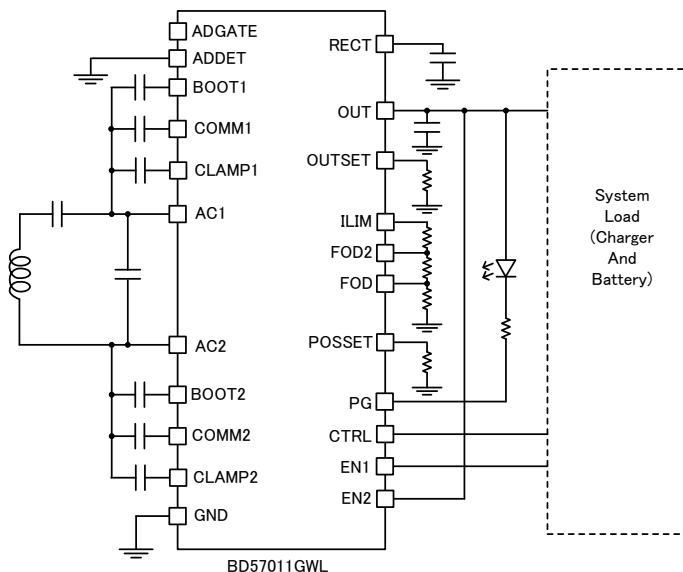 ADGATE
ADDET
BOOT1
COMM1
CLAMP1
AC1
AC2
BOOT2
COMM2
CLAMP2
GND
RECT
OUT
OUTSET
ILIM
FOD2
FOD
POSSET
PG
CTRL
EN1
EN2
System
Load
(Charger
And
Battery)
BD57011GWL